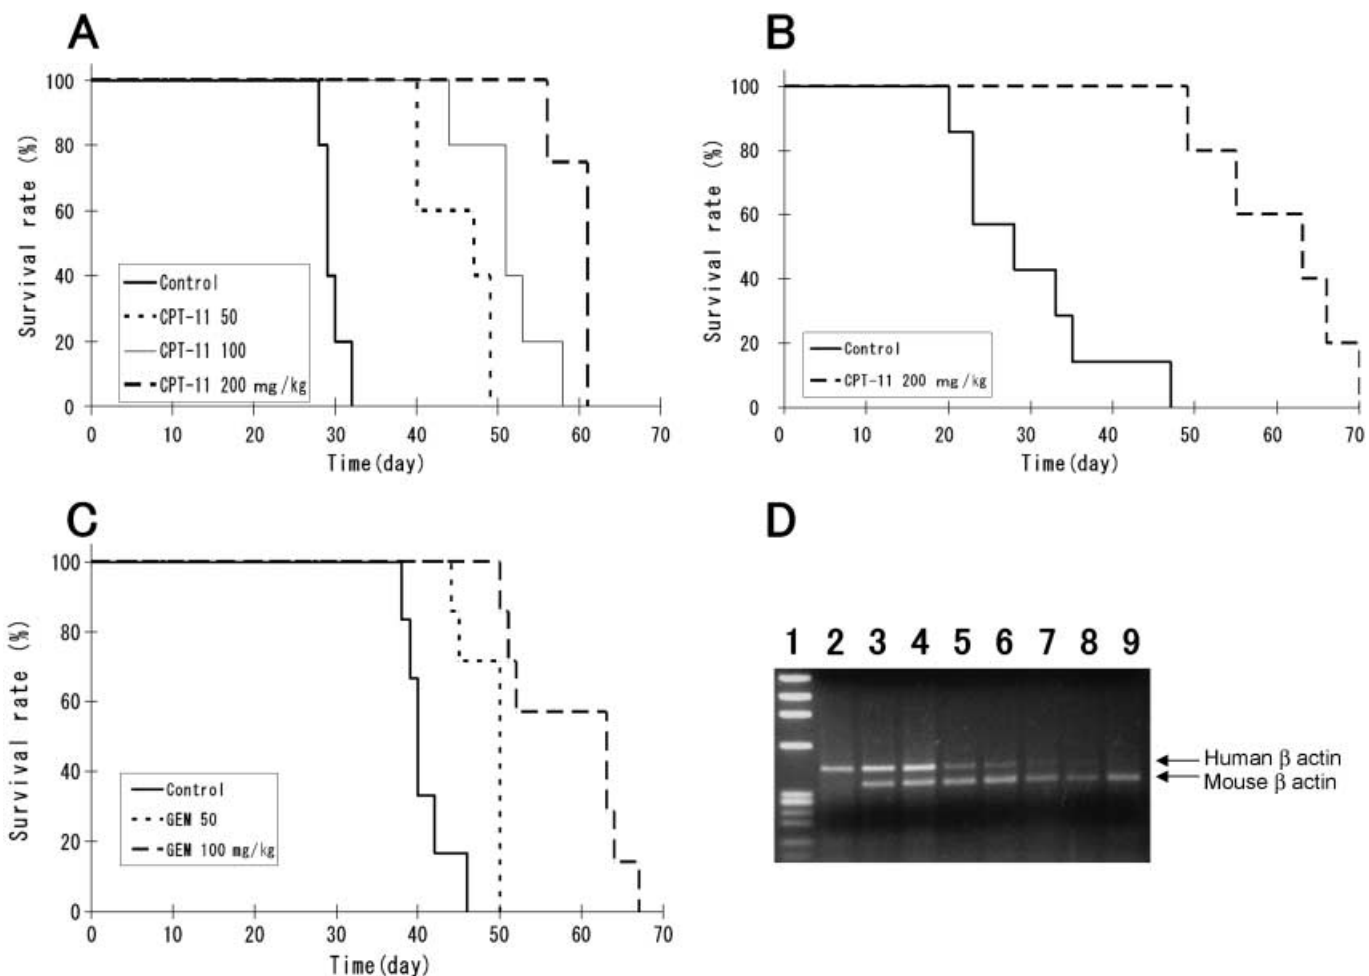 A
Survival rate (%)
100
80
60
40
20
0
Control
CPT-11 50
CPT-11 100
CPT-11 200 mg/kg
0 10 20 30 40 50 60 70
Time(day)
B
Survival rate (%)
100
80
60
40
20
0
Control
CPT-11 200 mg/kg
0 10 20 30 40 50 60 70
Time(day)
C
Survival rate (%)
100
80
60
40
20
0
Control
GEM 50
GEM 100 mg/kg
0 10 20 30 40 50 60 70
Time(day)
D
1 2 3 4 5 6 7 8 9
Human β actin
Mouse β actin